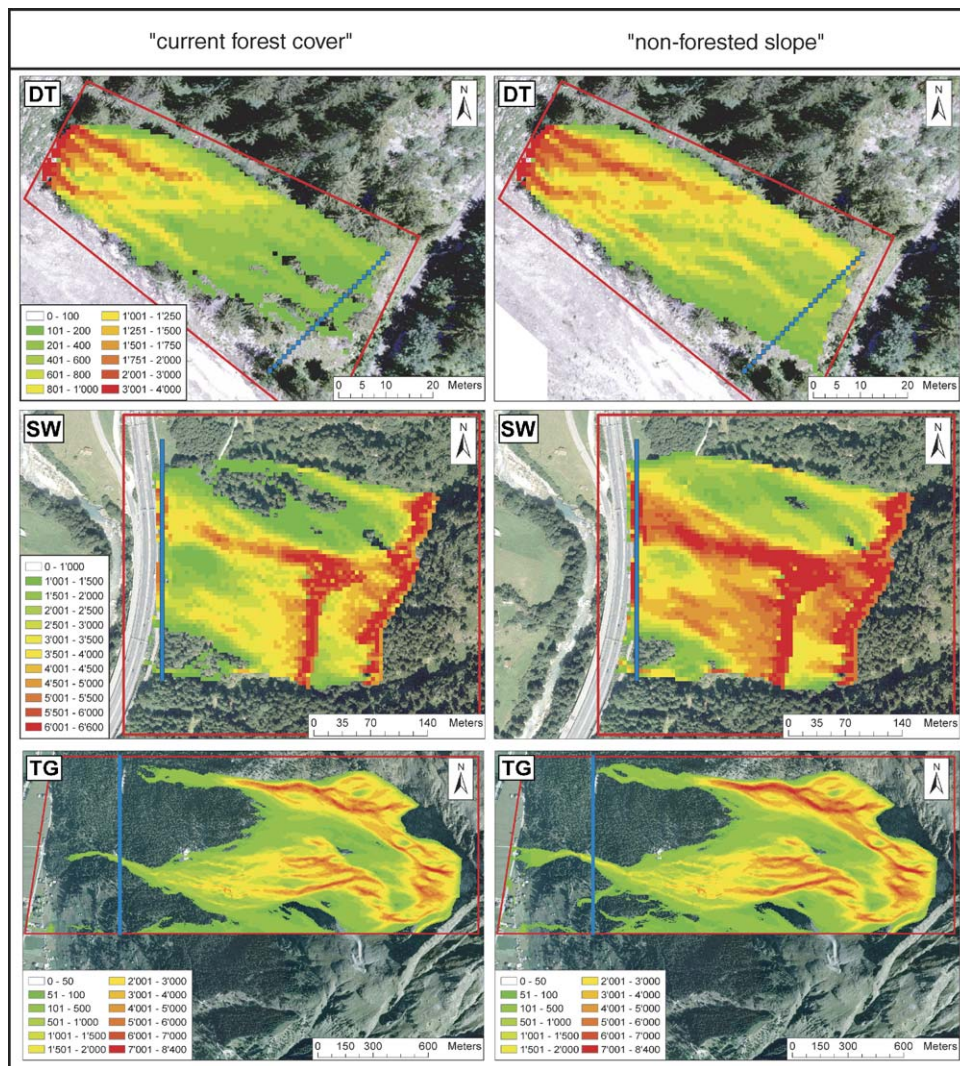 "current forest cover"
"non-forested slope"
DT
N
0 - 100
101 - 200
201 - 400
401 - 600
601 - 800
801 - 1'000
1'001 - 1'250
1'251 - 1'500
1'501 - 1'750
1'751 - 2'000
2'001 - 3'000
3'001 - 4'000
0 5 10 20 Meters
DT
N
0 5 10 20 Meters
SW
N
0 - 1'000
1'001 - 1'500
1'501 - 2'000
2'001 - 2'500
2'501 - 3'000
3'001 - 3'500
3'501 - 4'000
4'001 - 4'500
4'501 - 5'000
5'001 - 5'500
5'501 - 6'000
6'001 - 6'600
0 35 70 140 Meters
SW
N
0 35 70 140 Meters
TG
N
0 - 50
51 - 100
101 - 500
501 - 1'000
1'001 - 1'500
1'501 - 2'000
2'001 - 3'000
3'001 - 4'000
4'001 - 5'000
5'001 - 6'000
6'001 - 7'000
7'001 - 8'400
0 150 300 600 Meters
TG
N
0 - 50
51 - 100
101 - 500
501 - 1'000
1'001 - 1'500
1'501 - 2'000
2'001 - 3'000
3'001 - 4'000
4'001 - 5'000
5'001 - 6'000
6'001 - 7'000
7'001 - 8'400
0 150 300 600 Meters